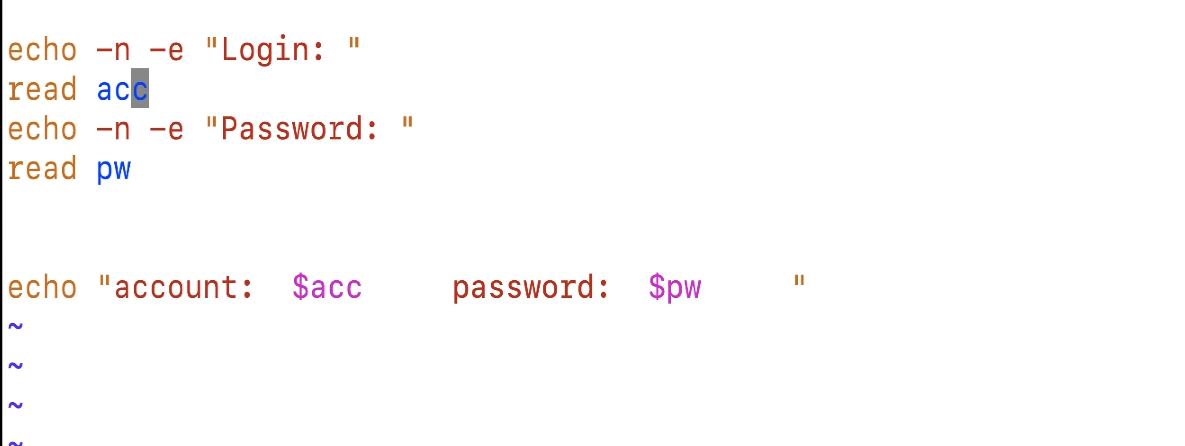 echo -n -e "Login: "
read acc
echo -n -e "Password: "
read pw
echo "account:  $acc     password:  $pw     "
~
~
~
~